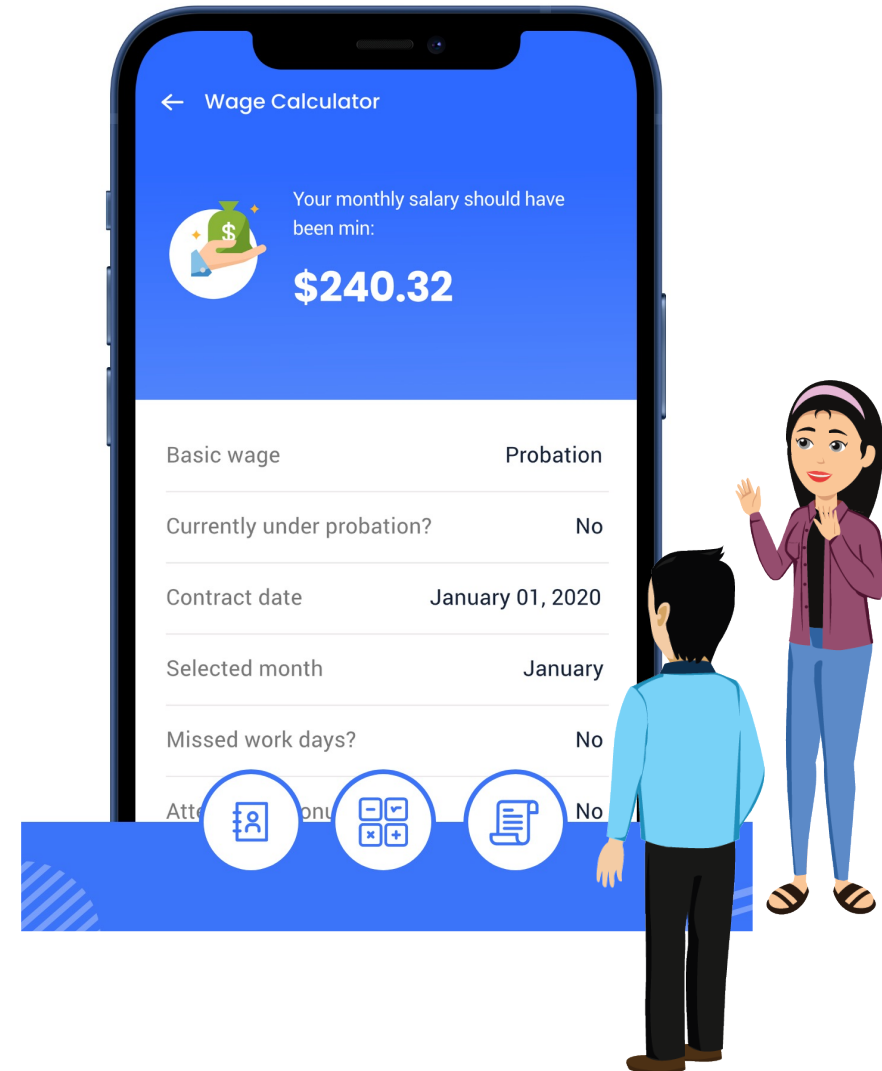 Wage Calculator
Your monthly salary should have
been min:
$
$240.32
Basic wage Probation
Currently under probation? No
Contract date January 01, 2020
Selected month January
Missed work days? No
No